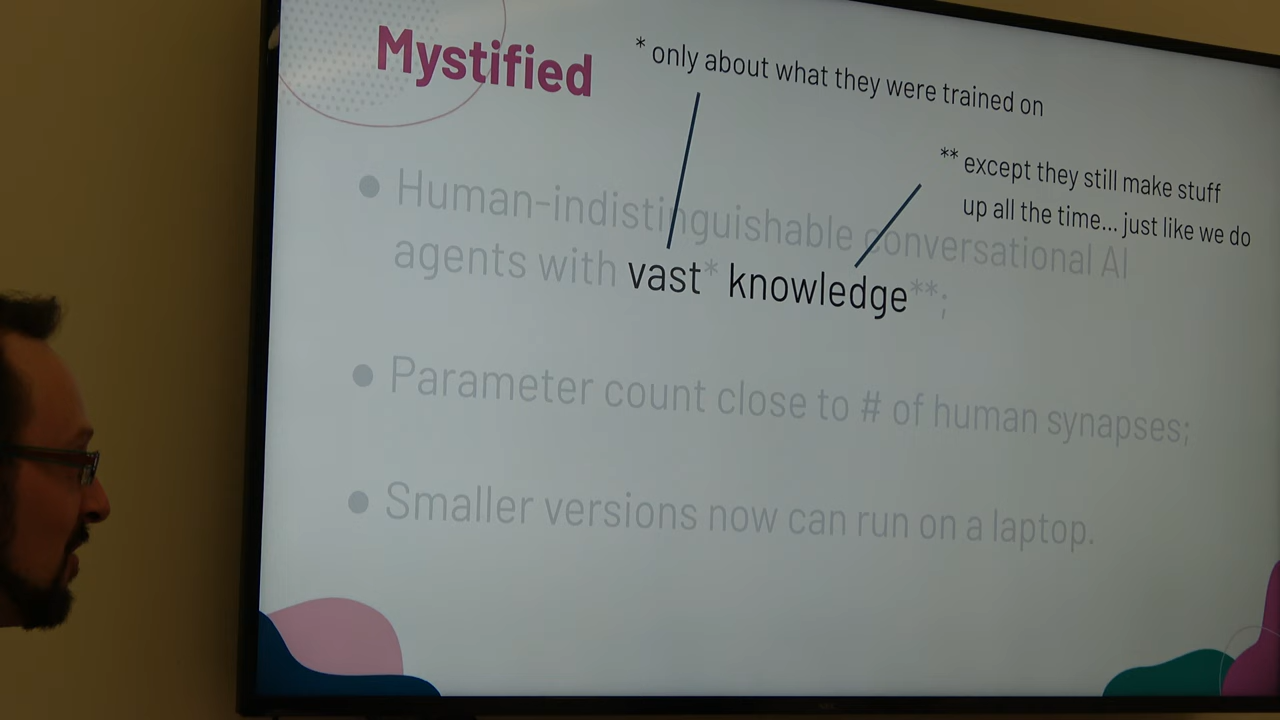 Mystified
* only about what they were trained on
** except they still make stuff
up all the time... just like we do
● Human-indistinguishable conversational AI
agents with vast* knowledge**;
● Parameter count close to # of human synapses;
● Smaller versions now can run on a laptop.